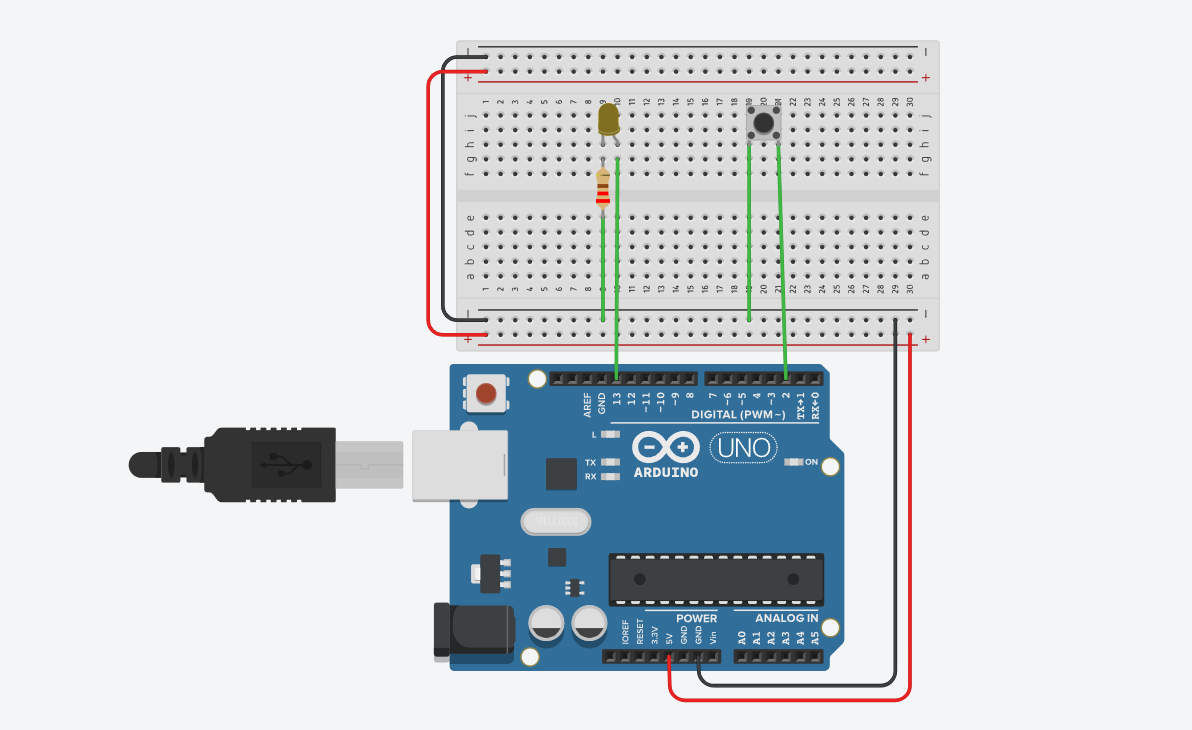 − −
+ +
1 2 3 4 5 6 7 8 9 10 11 12 13 14 15 16 17 18 19 20 21 22 23 24 25 26 27 28 29 30
j j
i i
h h
g g
f f
e e
d d
c c
b b
a a
1 2 3 4 5 6 7 8 9 10 11 12 13 14 15 16 17 18 19 20 21 22 23 24 25 26 27 28 29 30
− −
+ +
AREF GND 13 12 ~11 ~10 ~9 8 7 ~6 ~5 4 ~3 2 TX→1 RX←0
DIGITAL (PWM~)
L
TX
RX
ARDUINO
UNO
ON
POWER
ANALOG IN
IOREF RESET 3.3V 5V GND GND Vin A0 A1 A2 A3 A4 A5